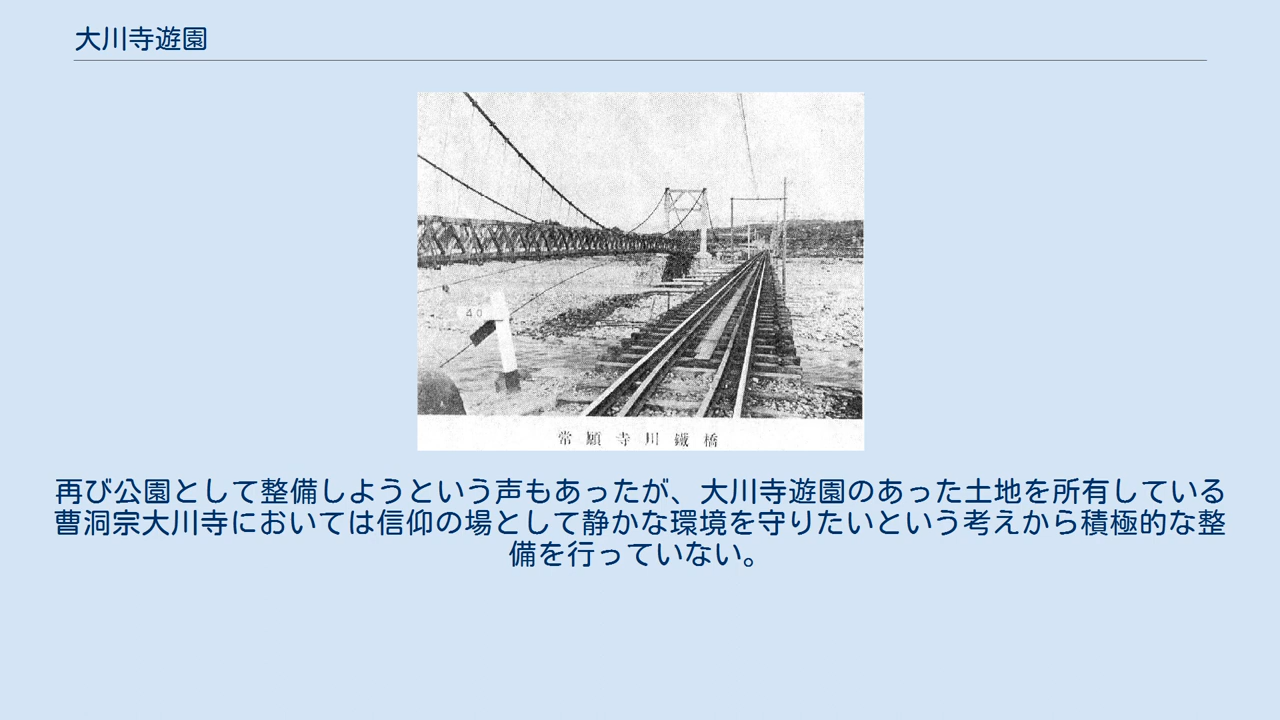 大川寺遊園
40
常願寺川鐵橋
再び公園として整備しようという声もあったが、大川寺遊園のあった土地を所有している
曹洞宗大川寺においては信仰の場として静かな環境を守りたいという考えから積極的な整
備を行っていない。